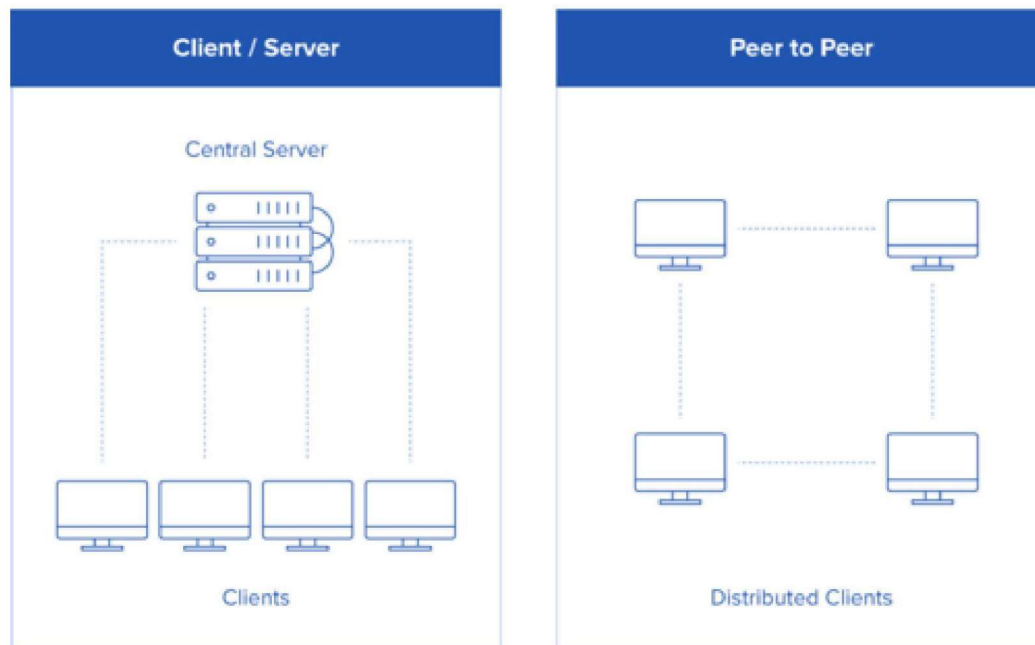 Client / Server
Central Server
Clients
Peer to Peer
Distributed Clients